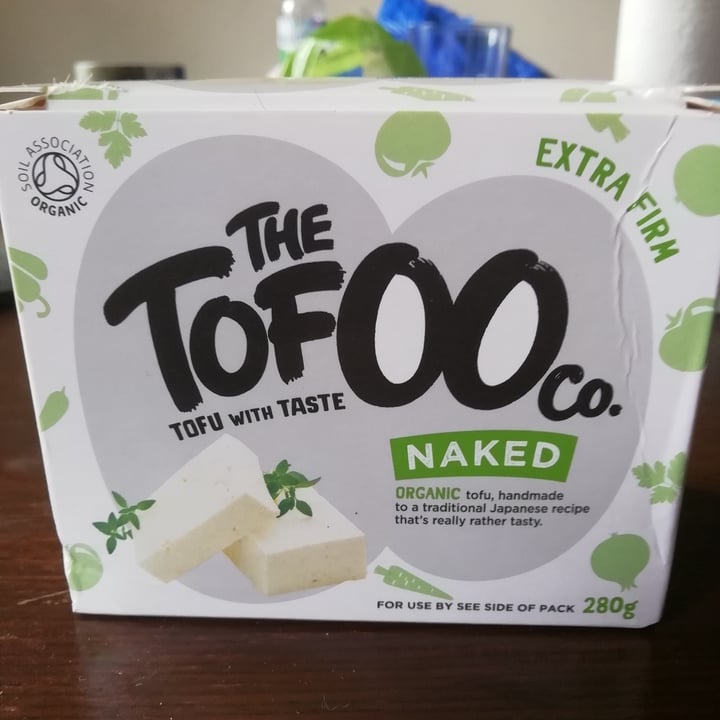 SOIL ASSOCIATION
ORGANIC
EXTRA FIRM
THE
TOFOO
Co.
TOFU WITH TASTE
NAKED
ORGANIC tofu, handmade
to a traditional Japanese recipe
that's really rather tasty.
FOR USE BY SEE SIDE OF PACK 280g